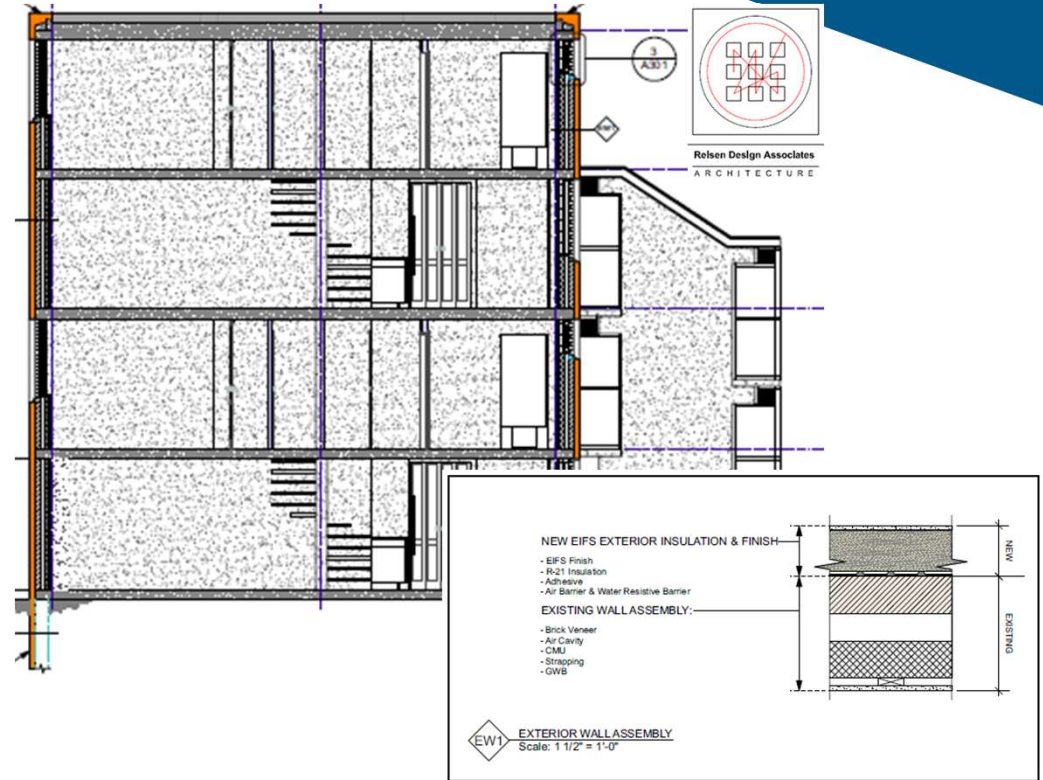 3
A301
Relsen Design Associates
ARCHITECTURE
NEW EIFS EXTERIOR INSULATION & FINISH
- EIFS Finish
- R-21 Insulation
- Adhesive
- Air Barrier & Water Resistive Barrier
EXISTING WALL ASSEMBLY:
- Brick Veneer
- Air Cavity
- CMU
- Strapping
- GWB
NEW
EXISTING
EW1
EXTERIOR WALL ASSEMBLY
Scale: 1 1/2" = 1'-0"